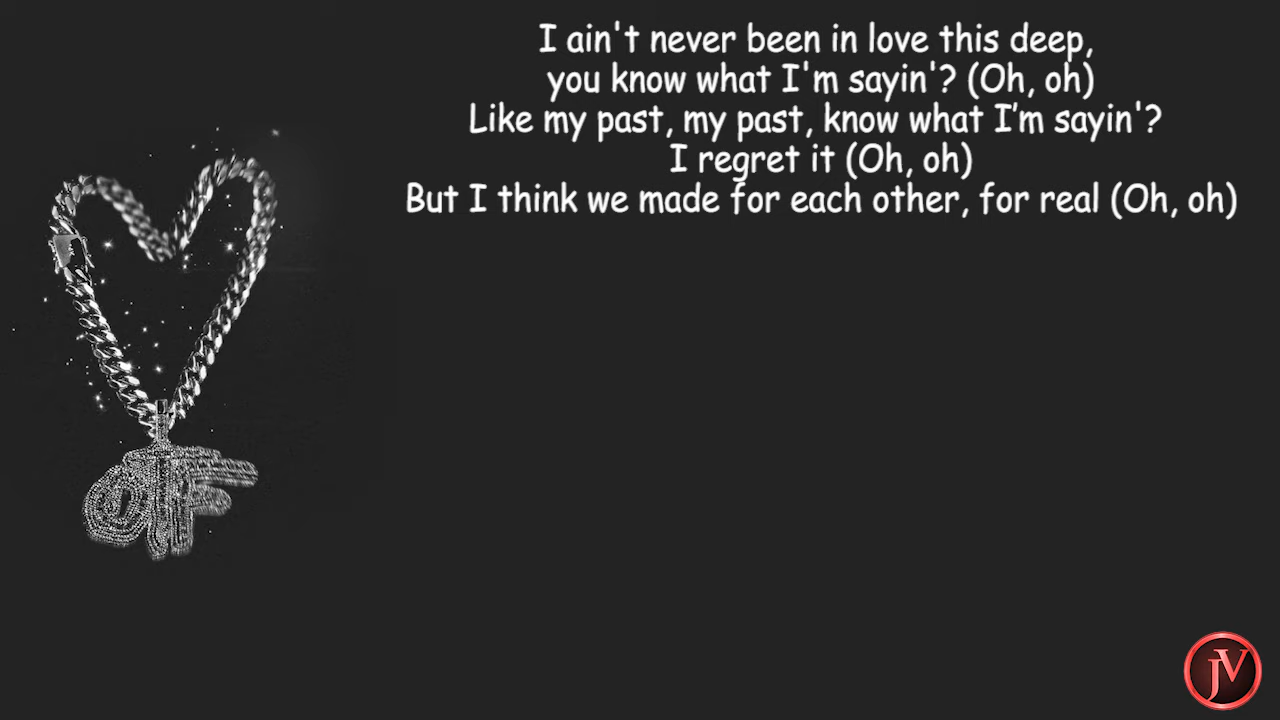 I ain't never been in love this deep,
you know what I'm sayin'? (Oh, oh)
Like my past, my past, know what I’m sayin'?
I regret it (Oh, oh)
But I think we made for each other, for real (Oh, oh)
OTF
JV